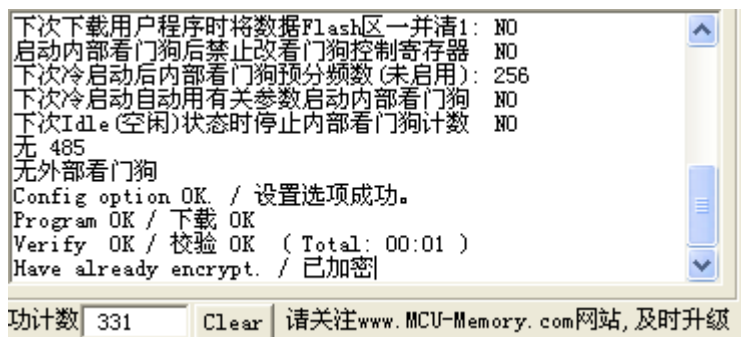 下次下载用户程序时将数据Flash区一并清1: NO
启动内部看门狗后禁止改看门狗控制寄存器 NO
下次冷启动后内部看门狗预分频数(未启用): 256
下次冷启动自动用有关参数启动内部看门狗 NO
下次Idle(空闲)状态时停止内部看门狗计数 NO
无 485
无外部看门狗
Config option OK. / 设置选项成功。
Program OK / 下载 OK
Verify OK / 校验 OK ( Total: 00:01 )
Have already encrypt. / 已加密
功计数 331 Clear 请关注www.MCU-Memory.com网站,及时升级